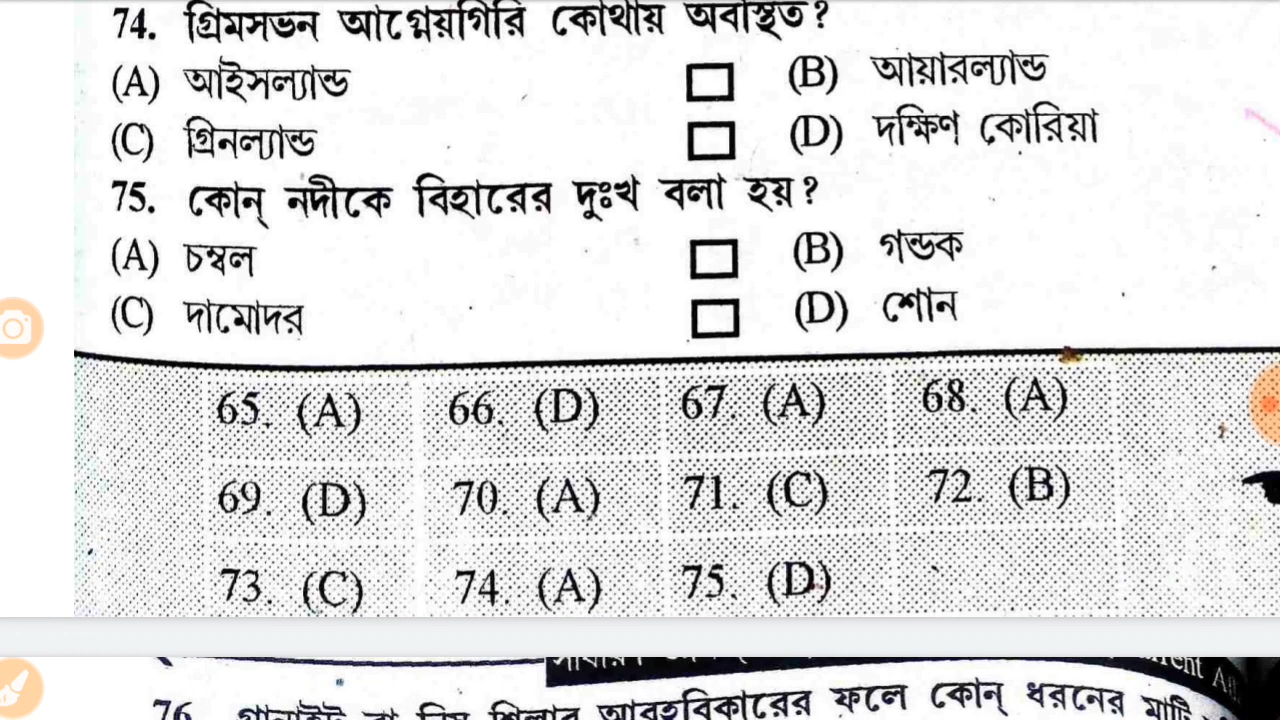 74. গ্রিমসভন আগ্নেয়গিরি কোথায় অবস্থিত?
(A) আইসল্যান্ড (B) আয়ারল্যান্ড
(C) গ্রিনল্যান্ড (D) দক্ষিণ কোরিয়া
75. কোন্ নদীকে বিহারের দুঃখ বলা হয়?
(A) চম্বল (B) গন্ডক
(C) দামোদর (D) শোন
65. (A) 66. (D) 67. (A) 68. (A)
69. (D) 70. (A) 71. (C) 72. (B)
73. (C) 74. (A) 75. (D)
76 গ্রানাইট বা নিস শিলার আবহবিকারের ফলে কোন্ ধরনের মাটি